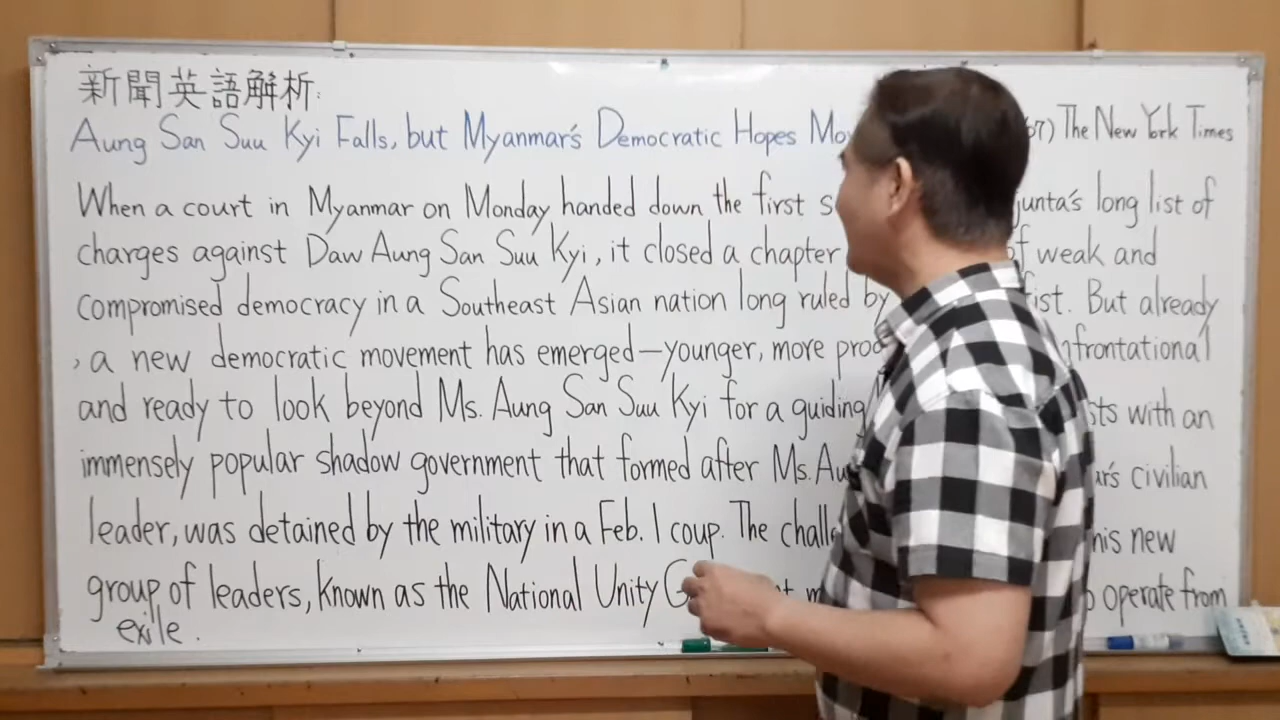 新聞英語解析:
Aung San Suu Kyi Falls, but Myanmar's Democratic Hopes Mo 67) The New York Times
When a court in Myanmar on Monday handed down the first s junta's long list of
charges against Daw Aung San Suu Kyi, it closed a chapter of weak and
compromised democracy in a Southeast Asian nation long ruled by ist. But already
, a new democratic movement has emerged—younger, more pro nfrontational
and ready to look beyond Ms. Aung San Suu Kyi for a guiding sts with an
immensely popular shadow government that formed after Ms. Au ar's civilian
leader, was detained by the military in a Feb. 1 coup. The challe his new
group of leaders, known as the National Unity G t m o operate from
exile.